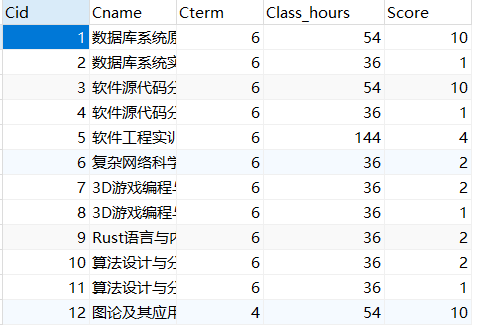 Cid Cname Cterm Class_hours Score
1 数据库系统原 6 54 10
2 数据库系统实 6 36 1
3 软件源代码分 6 54 10
4 软件源代码分 6 36 1
5 软件工程实训 6 144 4
6 复杂网络科学 6 36 2
7 3D游戏编程与 6 36 2
8 3D游戏编程与 6 36 1
9 Rust语言与内 6 36 2
10 算法设计与分 6 36 2
11 算法设计与分 6 36 1
12 图论及其应用 4 54 10